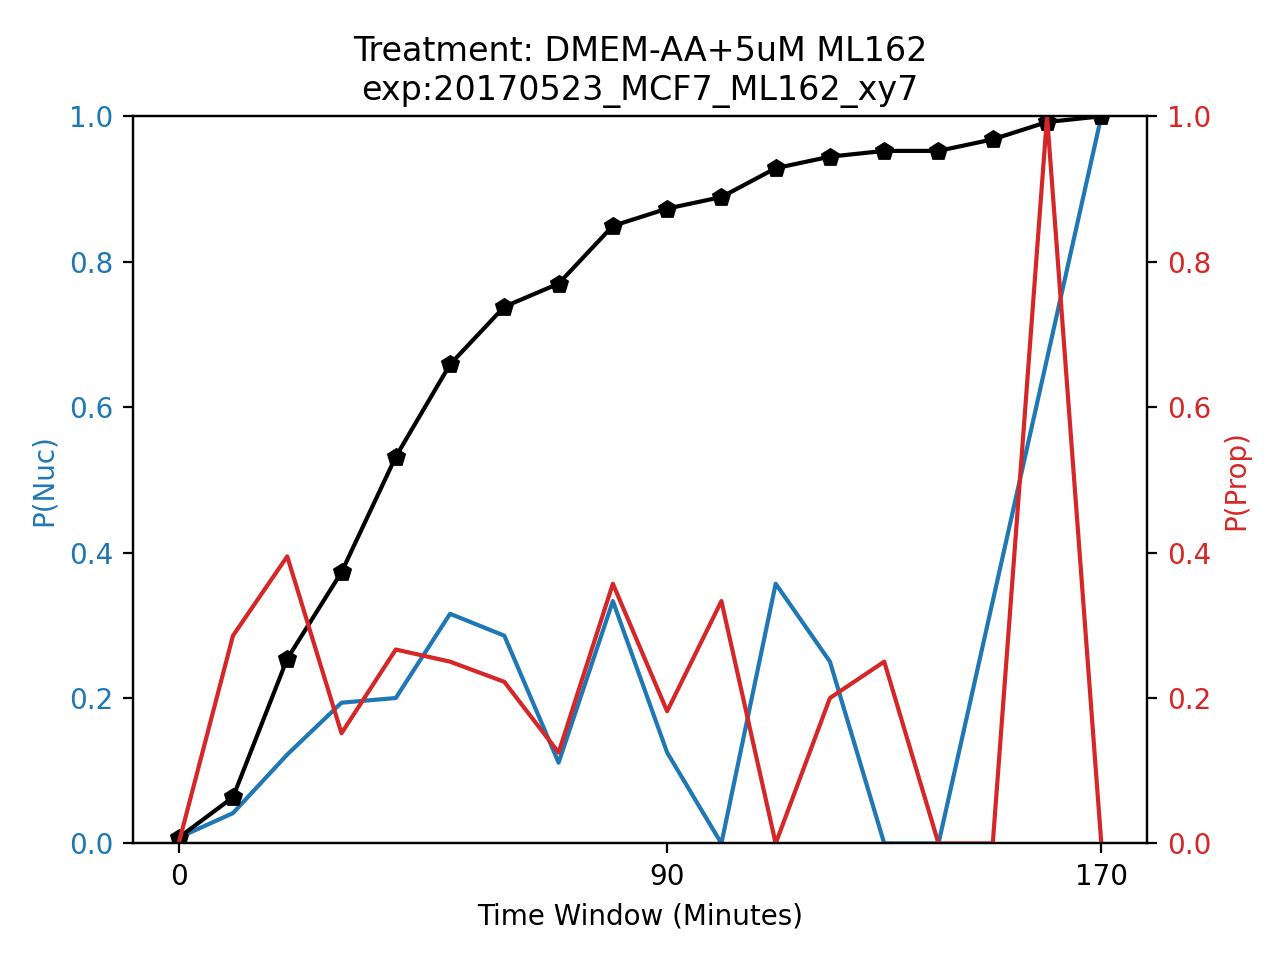 Treatment: DMEM-AA+5uM ML162
exp:20170523_MCF7_ML162_xy7
1.0
0.8
0.6
0.4
0.2
0.0
P(Nuc)
1.0
0.8
0.6
0.4
0.2
0.0
P(Prop)
0 90 170
Time Window (Minutes)